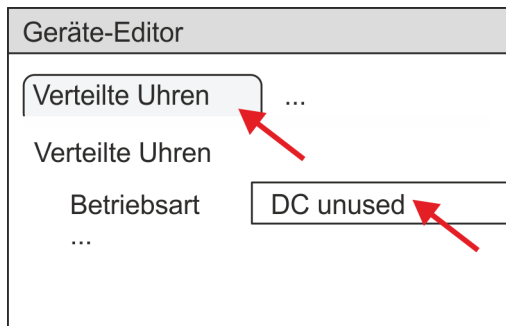 Geräte-Editor
Verteilte Uhren ...
Verteilte Uhren
Betriebsart DC unused
...